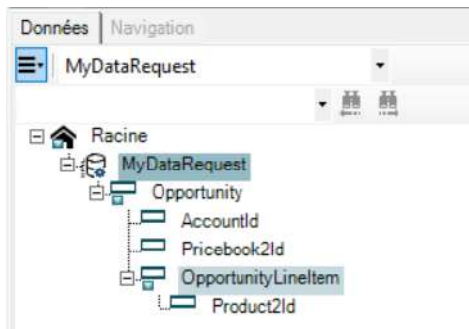 Données Navigation
MyDataRequest
Racine
MyDataRequest
Opportunity
AccountId
Pricebook2Id
OpportunityLineItem
Product2Id